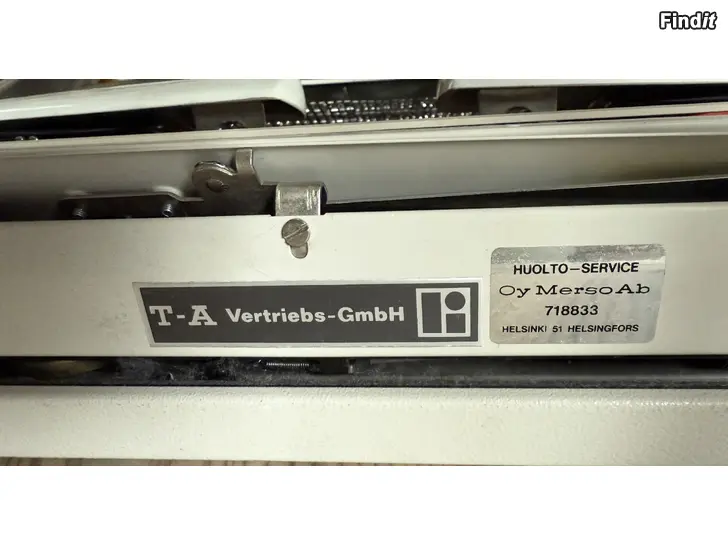 Findit
T-A Vertriebs-GmbH
HUOLTO-SERVICE
Oy Merso Ab
718833
HELSINKI 51 HELSINGFORS